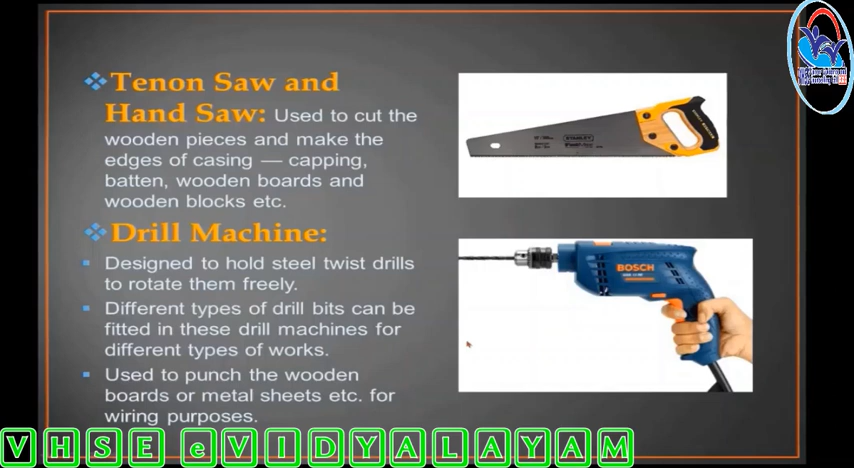 Tenon Saw and
Hand Saw: Used to cut the
wooden pieces and make the
edges of casing — capping,
batten, wooden boards and
wooden blocks etc.
Drill Machine:
Designed to hold steel twist drills
to rotate them freely.
Different types of drill bits can be
fitted in these drill machines for
different types of works.
Used to punch the wooden
boards or metal sheets etc. for
wiring purposes.
STANLEY
BOSCH
VHSE eVIDYALAYAM